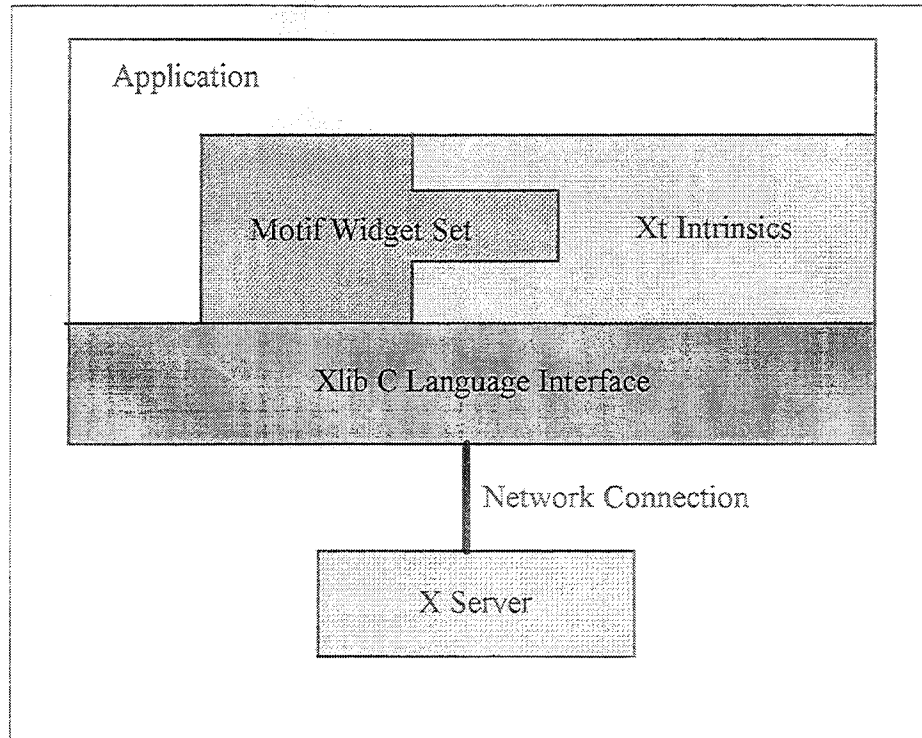 Application
Motif Widget Set
Xt Intrinsics
Xlib C Language Interface
Network Connection
X Server